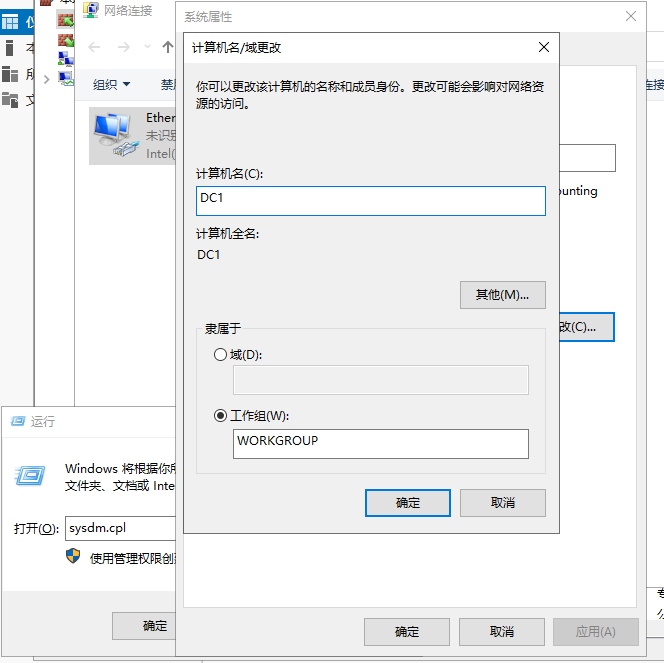 网络连接
系统属性
计算机名/域更改
你可以更改该计算机的名称和成员身份。更改可能会影响对网络资
源的访问。
组织
禁用
Ether
未识别
Intel(
计算机名(C):
DC1
计算机全名:
DC1
ounting
其他(M)...
改(C)...
隶属于
域(D):
工作组(W):
WORKGROUP
确定
取消
运行
Windows 将根据你所
文件夹、文档或 Inte
打开(O):
sysdm.cpl
使用管理权限创
确定
确定
取消
应用(A)
连接